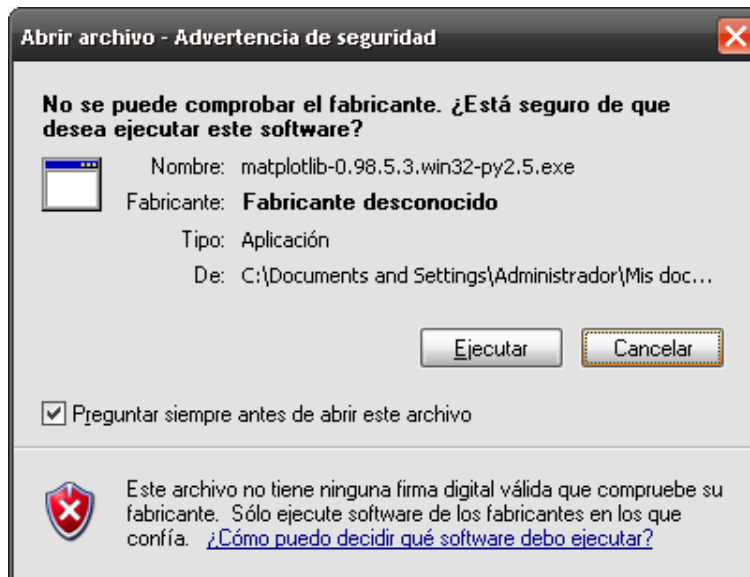 Abrir archivo - Advertencia de seguridad
No se puede comprobar el fabricante. ¿Está seguro de que
desea ejecutar este software?
Nombre: matplotlib-0.98.5.3.win32-py2.5.exe
Fabricante: Fabricante desconocido
Tipo: Aplicación
De: C:\Documents and Settings\Administrador\Mis doc...
Ejecutar Cancelar
Preguntar siempre antes de abrir este archivo
Este archivo no tiene ninguna firma digital válida que compruebe su
fabricante. Sólo ejecute software de los fabricantes en los que
confía. ¿Cómo puedo decidir qué software debo ejecutar?